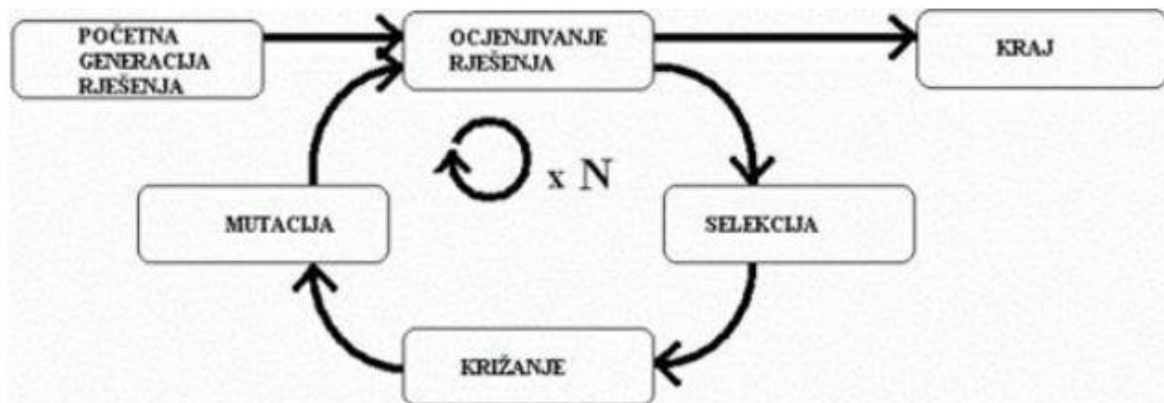 POČETNA
GENERACIJA
RJEŠENJA
OCJENJIVANJE
RJEŠENJA
KRAJ
x N
MUTACIJA
SELEKCIJA
KRIŽANJE